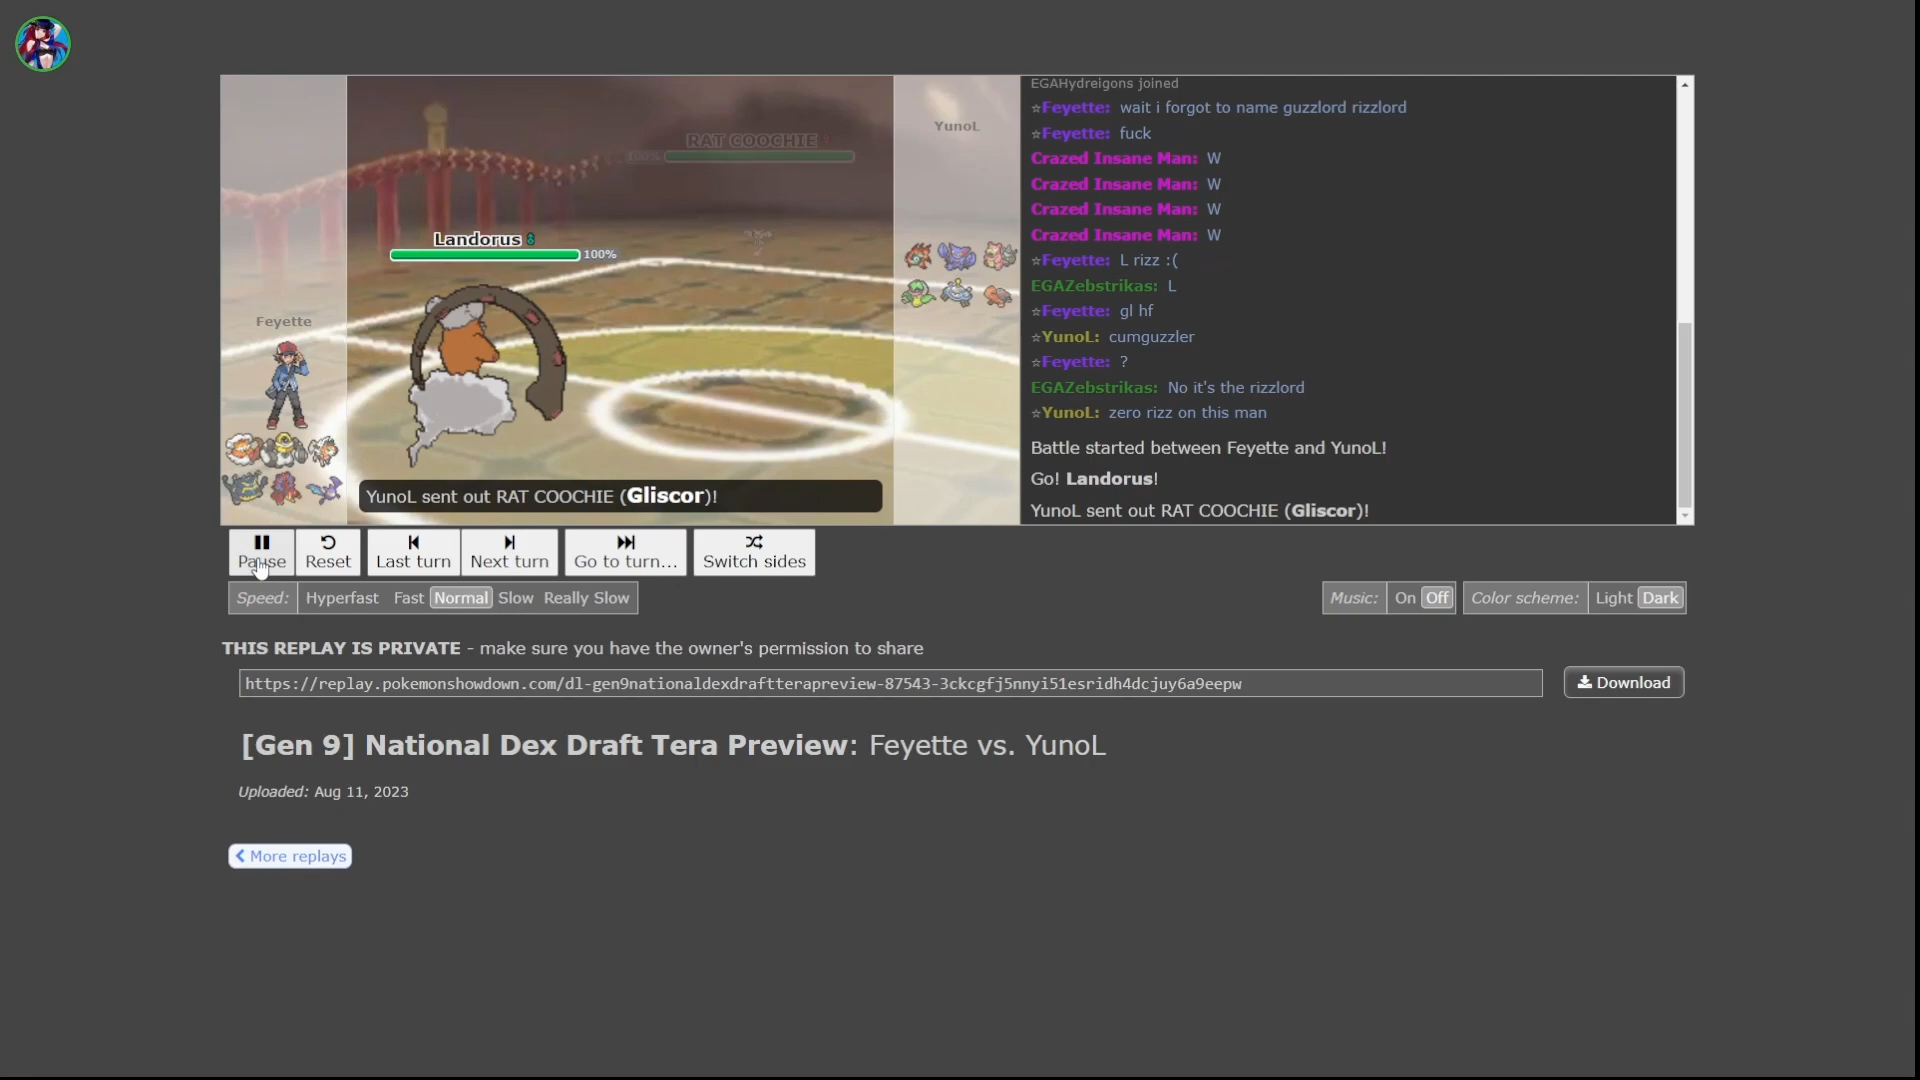 EGAHydreigons joined
☆Feyette: wait i forgot to name guzzlord rizzlord
☆Feyette: fuck
Crazed Insane Man: W
Crazed Insane Man: W
Crazed Insane Man: W
Crazed Insane Man: W
☆Feyette: L rizz :(
EGAZebstrikas: L
☆Feyette: gl hf
☆YunoL: cumguzzler
☆Feyette: ?
EGAZebstrikas: No it's the rizzlord
☆YunoL: zero rizz on this man
Battle started between Feyette and YunoL!
Go! Landorus!
YunoL sent out RAT COOCHIE (Gliscor)!
YunoL
RAT COOCHIE
100%
Landorus
100%
Feyette
YunoL sent out RAT COOCHIE (Gliscor)!
Pause Reset Last turn Next turn Go to turn... Switch sides
Speed: Hyperfast Fast Normal Slow Really Slow
Music: On Off Color scheme: Light Dark
THIS REPLAY IS PRIVATE - make sure you have the owner's permission to share
https://replay.pokemonshowdown.com/dl-gen9nationaldexdraftterapreview-87543-3ckcgfj5nnyi51esridh4dcjuy6a9eepw
Download
[Gen 9] National Dex Draft Tera Preview: Feyette vs. YunoL
Uploaded: Aug 11, 2023
More replays